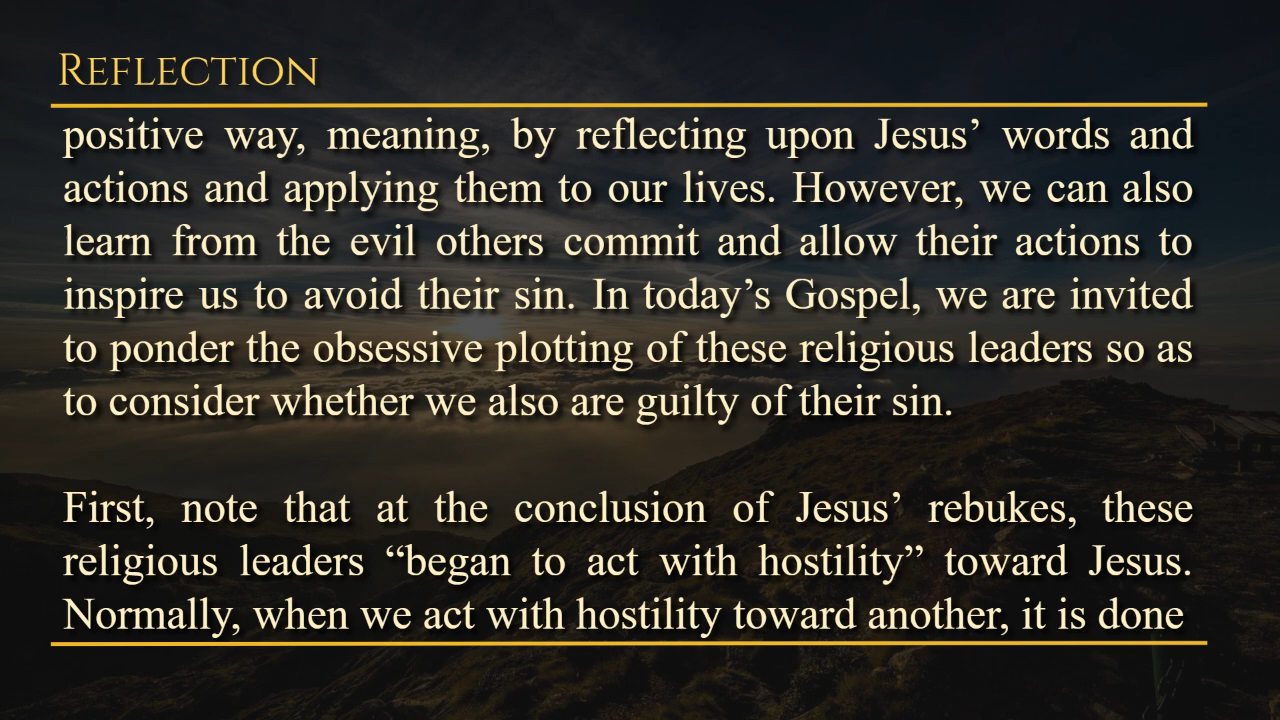 Reflection
positive way, meaning, by reflecting upon Jesus’ words and
actions and applying them to our lives. However, we can also
learn from the evil others commit and allow their actions to
inspire us to avoid their sin. In today’s Gospel, we are invited
to ponder the obsessive plotting of these religious leaders so as
to consider whether we also are guilty of their sin.
First, note that at the conclusion of Jesus’ rebukes, these
religious leaders “began to act with hostility” toward Jesus.
Normally, when we act with hostility toward another, it is done